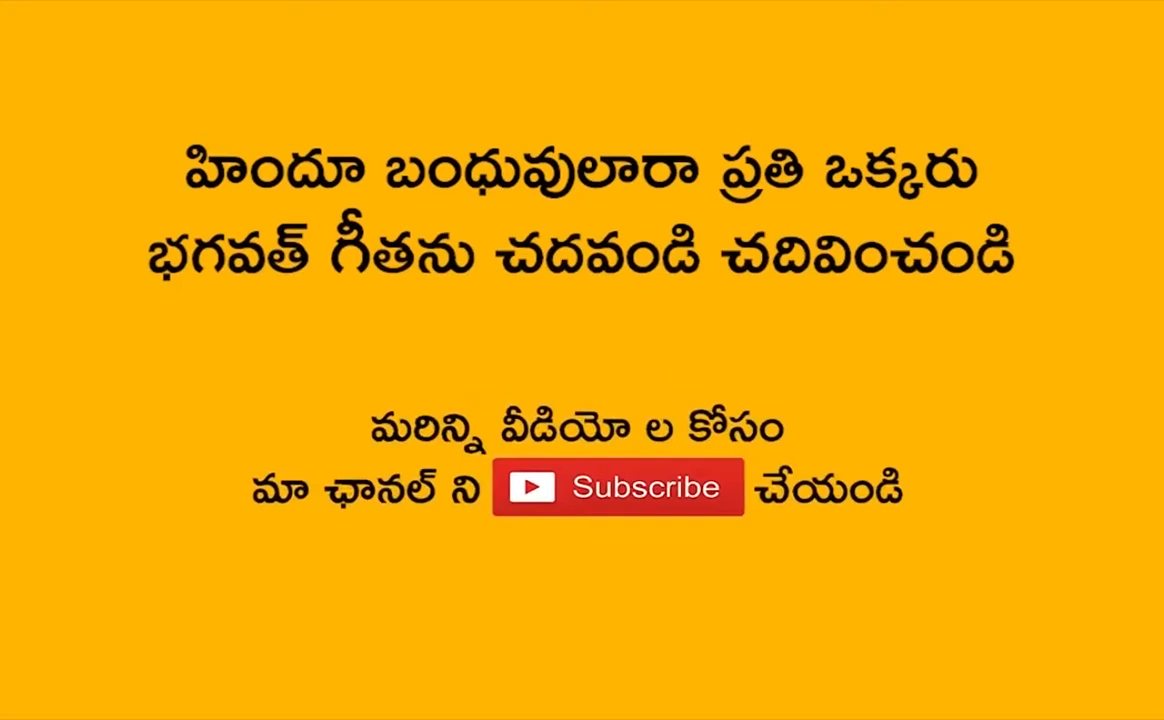 హిందూ బంధువులారా ప్రతి ఒక్కరు
భగవత్ గీతను చదవండి చదివించండి
మరిన్ని వీడియో ల కోసం
మా ఛానల్ ని Subscribe చేయండి